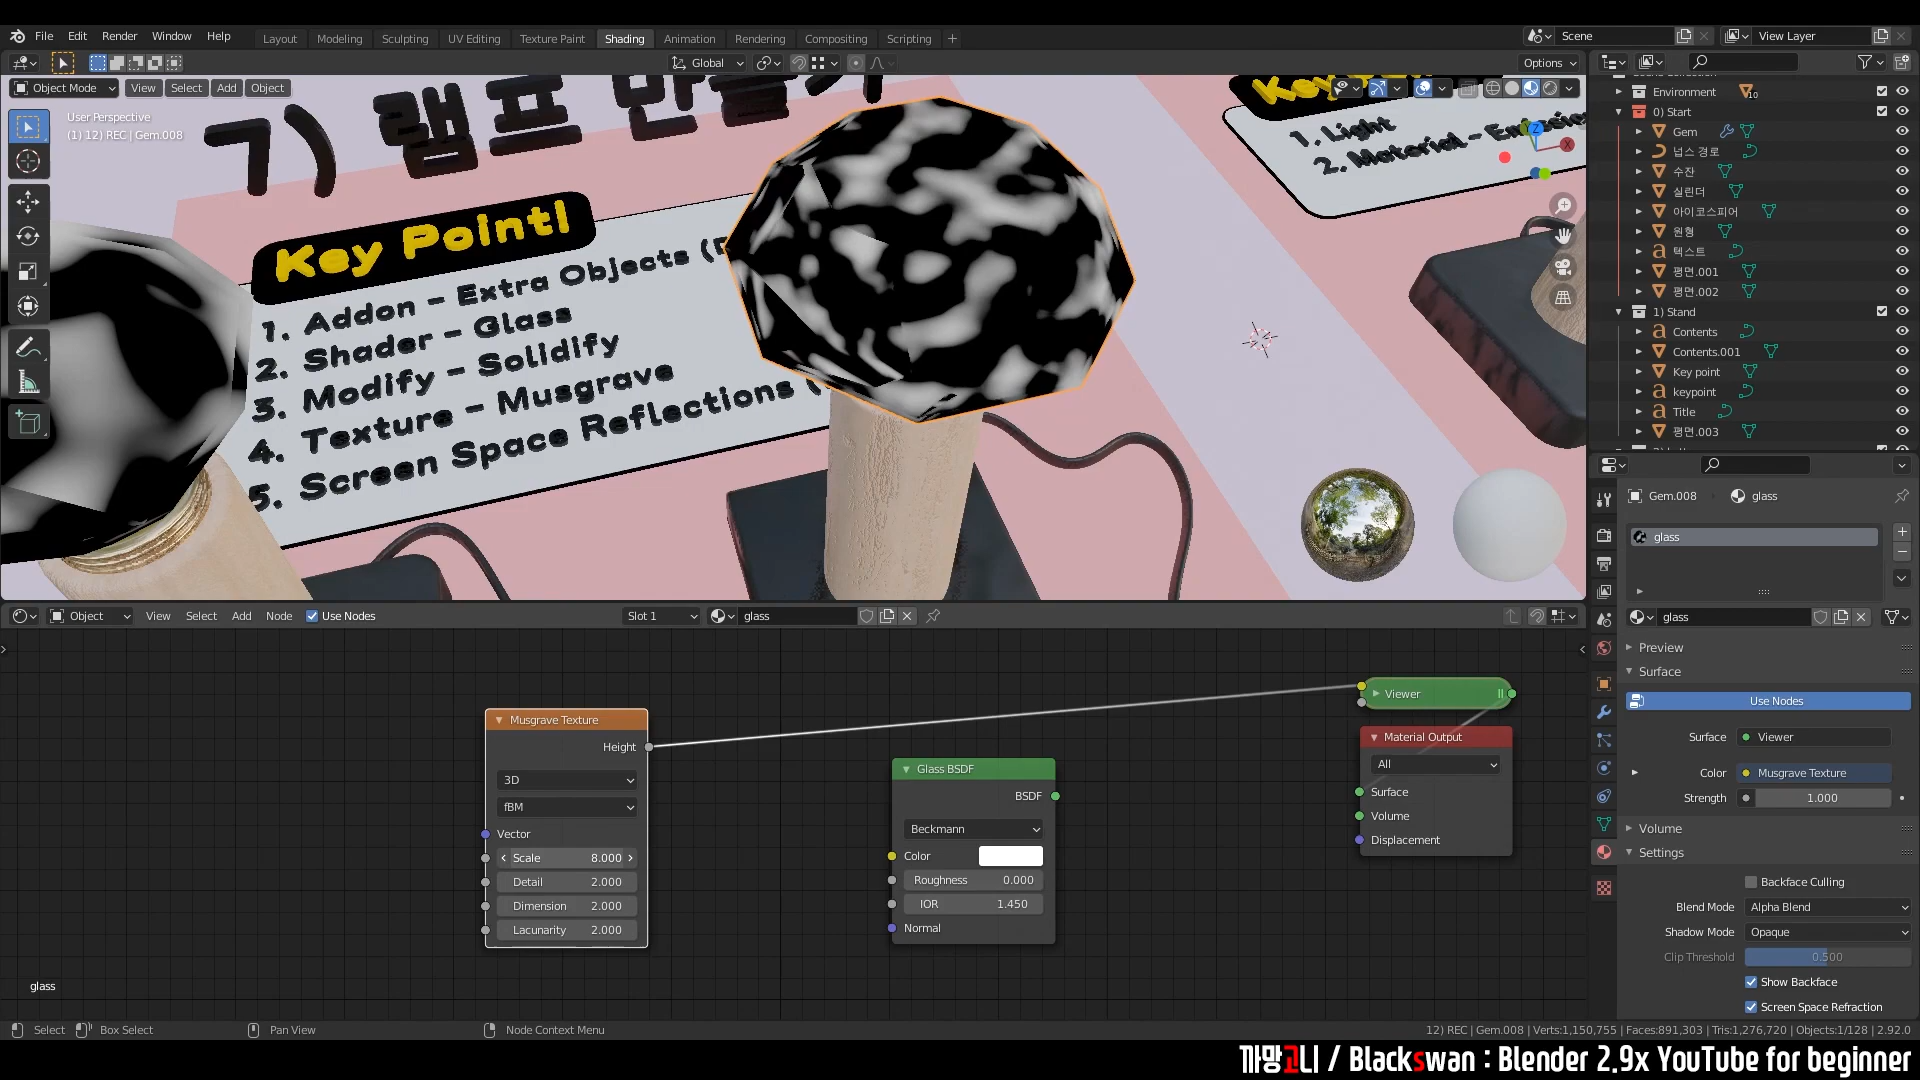 File Edit Render Window Help Layout Modeling Sculpting UV Editing Texture Paint Shading Animation Rendering Compositing Scripting + Scene View Layer
Global Options
Object Mode View Select Add Object
User Perspective
(1) 12) REC | Gem.008
7) 램프 만들기
Key Point!
1. Addon - Extra Objects
2. Shader - Glass
3. Modify - Solidify
4. Texture - Musgrave
5. Screen Space Reflections
1. Light
2. Material -
Z
X
Environment 10
0) Start
Gem
넙스 경로
수잔
실린더
아이코스피어
원형
텍스트
평면.001
평면.002
1) Stand
Contents
Contents.001
Key point
keypoint
Title
평면.003
Gem.008 glass
glass
glass
Preview
Surface
Use Nodes
Surface Viewer
Color Musgrave Texture
Strength 1.000
Volume
Settings
Backface Culling
Blend Mode Alpha Blend
Shadow Mode Opaque
Clip Threshold 0.500
Show Backface
Screen Space Refraction
Object View Select Add Node Use Nodes Slot 1 glass
Musgrave Texture
Height
3D
fBM
Vector
Scale 8.000
Detail 2.000
Dimension 2.000
Lacunarity 2.000
Glass BSDF
BSDF
Beckmann
Color
Roughness 0.000
IOR 1.450
Normal
Viewer
Material Output
All
Surface
Volume
Displacement
glass
Select Box Select Pan View Node Context Menu 12) REC | Gem.008 | Verts:1,150,755 | Faces:891,303 | Tris:1,276,720 | Objects:1/128 | 2.92.0
까망고니 / Blackswan : Blender 2.9x YouTube for beginner